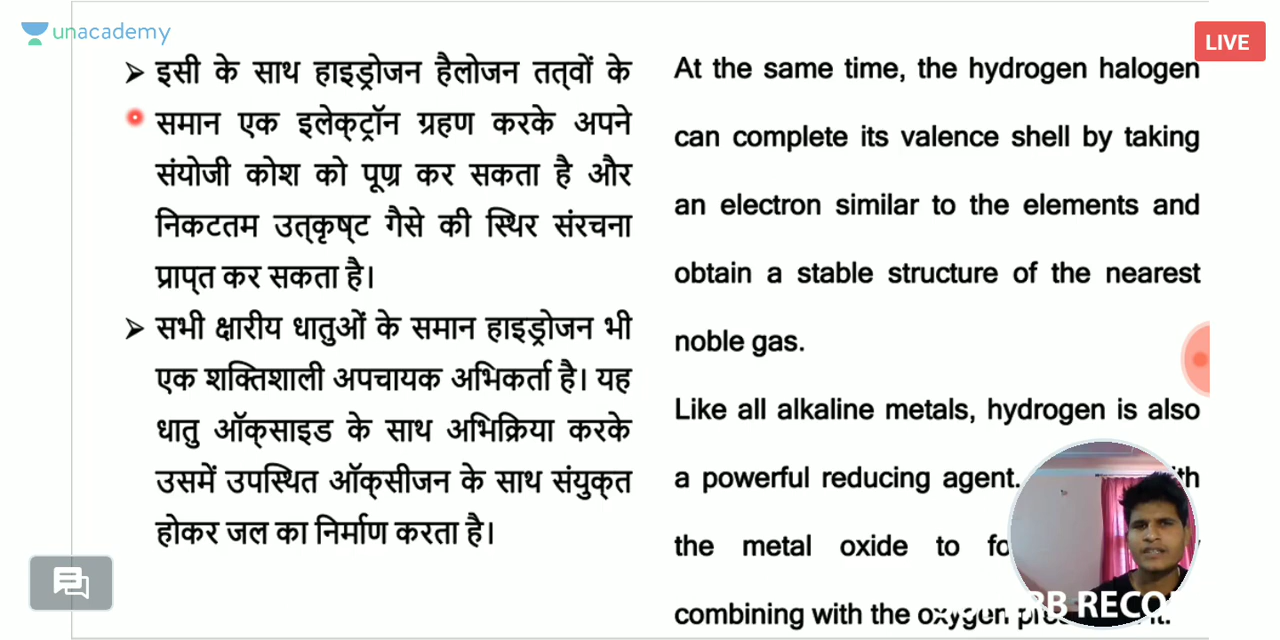 unacademy
LIVE
➤ इसी के साथ हाइड्रोजन हैलोजन तत्‌वों के
समान एक इलेक्‌ट्रॉन ग्रहण करके अपने
संयोजी कोश को पूण्र कर सकता है और
निकटतम उत्‌कृष्‌ट गैसे की स्थिर संरचना
प्राप्‌त कर सकता है।
➤ सभी क्षारीय धातुओं के समान हाइड्रोजन भी
एक शक्तिशाली अपचायक अभिकर्ता है। यह
धातु ऑक्‌साइड के साथ अभिक्रिया करके
उसमें उपस्थित ऑक्‌सीजन के साथ संयुक्‌त
होकर जल का निर्माण करता है।
At the same time, the hydrogen halogen
can complete its valence shell by taking
an electron similar to the elements and
obtain a stable structure of the nearest
noble gas.
Like all alkaline metals, hydrogen is also
a powerful reducing agent.
the metal oxide to
combining with the oxygen